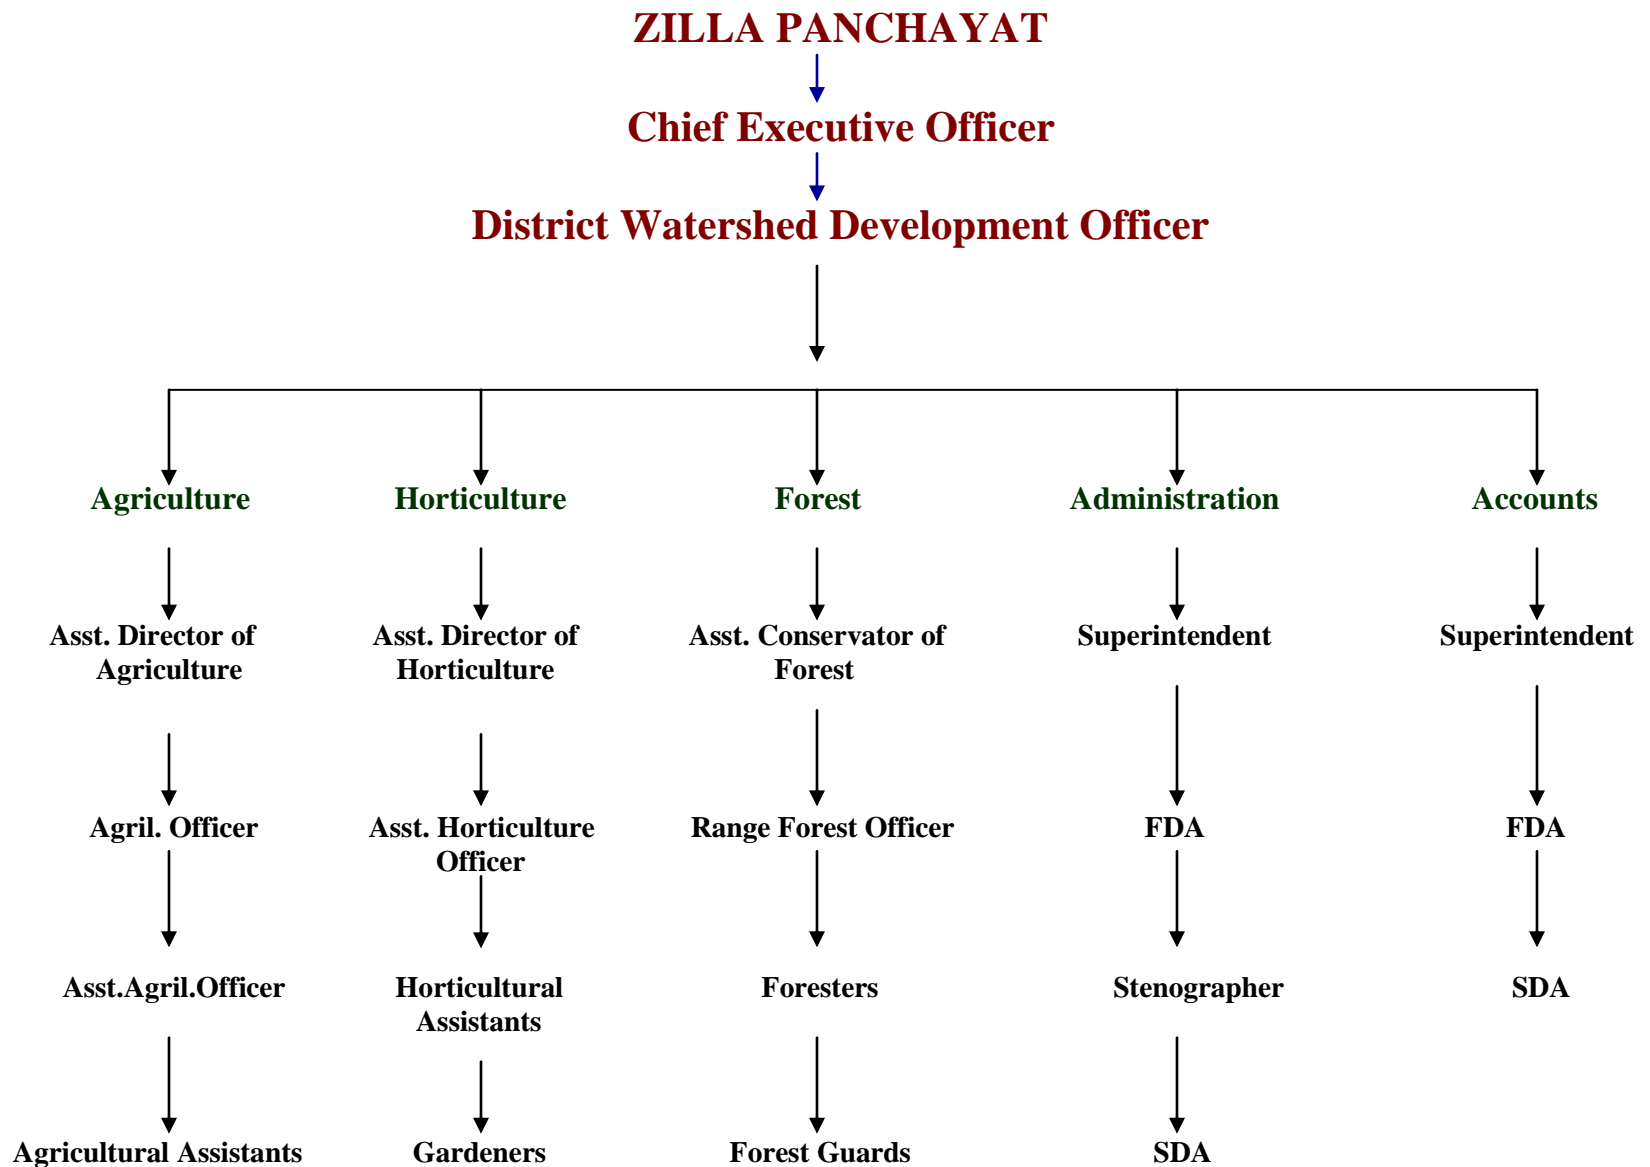 ZILLA PANCHAYAT
Chief Executive Officer
District Watershed Development Officer
Agriculture Horticulture Forest Administration Accounts
Asst. Director of Asst. Director of Asst. Conservator of Superintendent Superintendent
Agriculture Horticulture Forest
Agril. Officer Asst. Horticulture Range Forest Officer FDA FDA
Officer
Asst.Agril.Officer Horticultural Foresters Stenographer SDA
Assistants
Agricultural Assistants Gardeners Forest Guards SDA